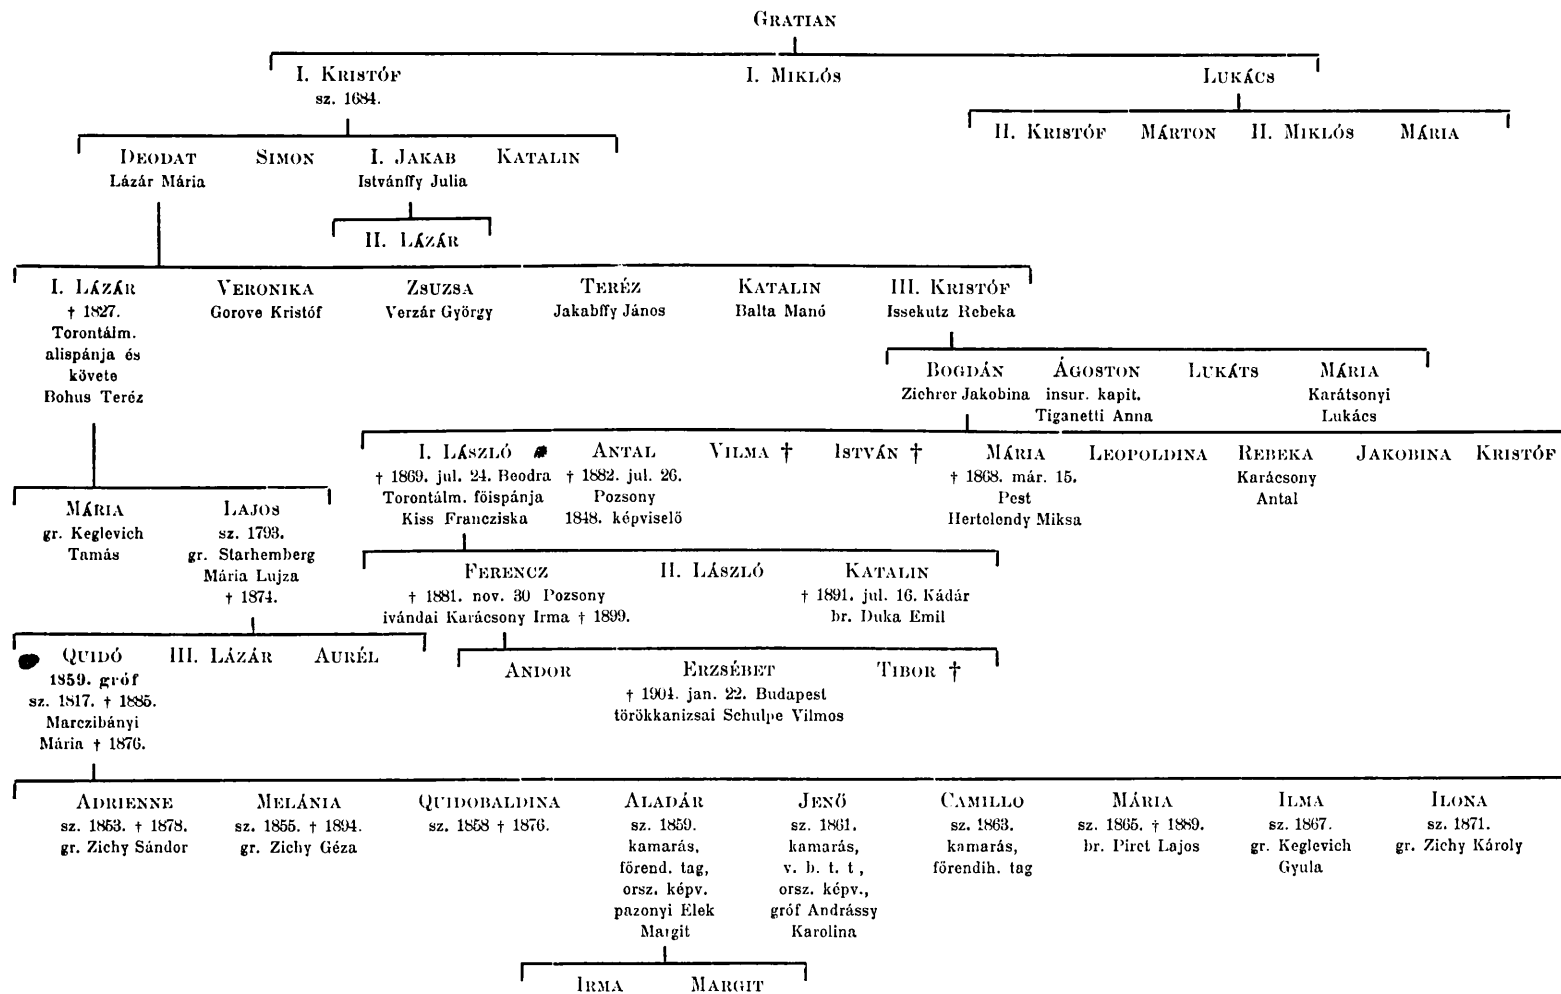 GRATIAN
I. KRISTÓF I. MIKLÓS LUKÁCS
sz. 1684.
II. KRISTÓF MÁRTON II. MIKLÓS MÁRIA
DEODAT SIMON I. JAKAB KATALIN
Lázár Mária Istvánffy Julia
II. LÁZÁR
I. LÁZÁR VERONIKA ZSUZSA TERÉZ KATALIN III. KRISTÓF
† 1827. Gorove Kristóf Verzár György Jakabffy János Balta Manó Issekutz Rebeka
Torontálm.
alispánja és
követe
Bohus Teréz
BOGDÁN ÁGOSTON LUKÁTS MÁRIA
Zichrer Jakobina insur. kapit. Karátsonyi
Tiganetti Anna Lukács
I. LÁSZLÓ ANTAL VILMA † ISTVÁN † MÁRIA LEOPOLDINA REBEKA JAKOBINA KRISTÓF
† 1869. jul. 24. Beodra † 1882. jul. 26. † 1868. már. 15. Karácsony
Torontálm. főispánja Pozsony Pest Antal
Kiss Francziska 1848. képviselő Hertelendy Miksa
MÁRIA LAJOS
gr. Keglevich sz. 1793.
Tamás gr. Starhemberg
Mária Lujza
† 1874.
FERENCZ II. LÁSZLÓ KATALIN
† 1881. nov. 30 Pozsony † 1891. jul. 16. Kádár
ivándai Karácsony Irma † 1899. br. Duka Emil
QUIDÓ III. LÁZÁR AURÉL
1859. gróf
sz. 1817. † 1885.
Marczibányi
Mária † 1876.
ANDOR ERZSÉBET TIBOR †
† 1904. jan. 22. Budapest
törökkanizsai Schulpe Vilmos
ADRIENNE MELÁNIA QUIDOBALDINA ALADÁR JENŐ CAMILLO MÁRIA ILMA ILONA
sz. 1853. † 1878. sz. 1855. † 1894. sz. 1858 † 1876. sz. 1859. sz. 1861. sz. 1863. sz. 1865. † 1889. sz. 1867. sz. 1871.
gr. Zichy Sándor gr. Zichy Géza kamarás, kamarás, kamarás, br. Piret Lajos gr. Keglevich gr. Zichy Károly
főrend. tag, v. b. t. t, főrendih. tag Gyula
orsz. képv. orsz. képv.,
pazonyi Elek gróf Andrássy
Margit Karolina
IRMA MARGIT